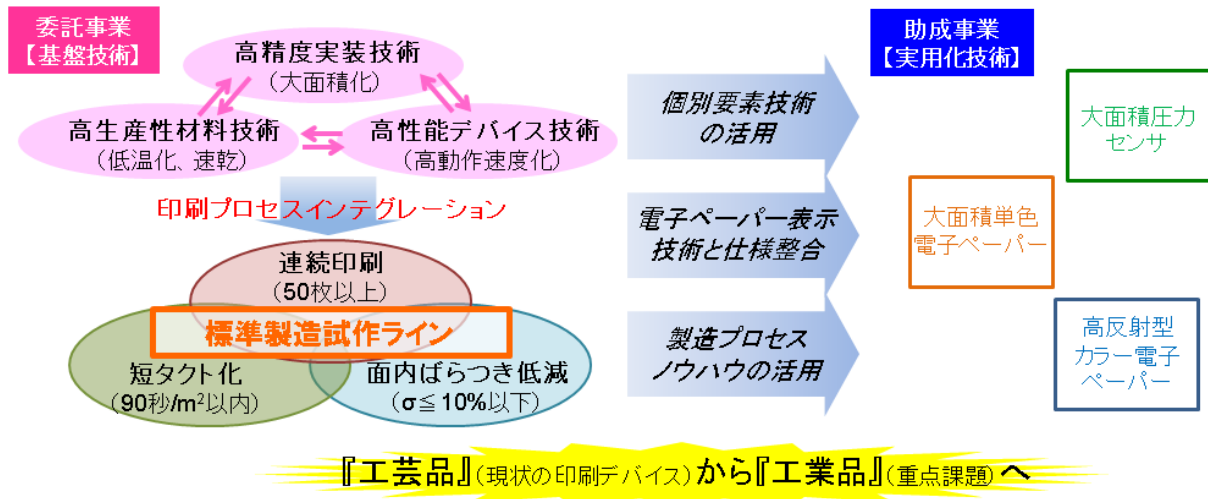 委託事業
【基盤技術】
高精度実装技術
（大面積化）
高生産性材料技術
（低温化、速乾）
高性能デバイス技術
（高動作速度化）
印刷プロセスインテグレーション
連続印刷
（50枚以上）
標準製造試作ライン
短タクト化
（90秒/m²以内）
面内ばらつき低減
（σ≦10%以下）
個別要素技術
の活用
電子ペーパー表示
技術と仕様整合
製造プロセス
ノウハウの活用
助成事業
【実用化技術】
大面積圧力
センサ
大面積単色
電子ペーパー
高反射型
カラー電子
ペーパー
『工芸品』（現状の印刷デバイス）から『工業品』（重点課題）へ